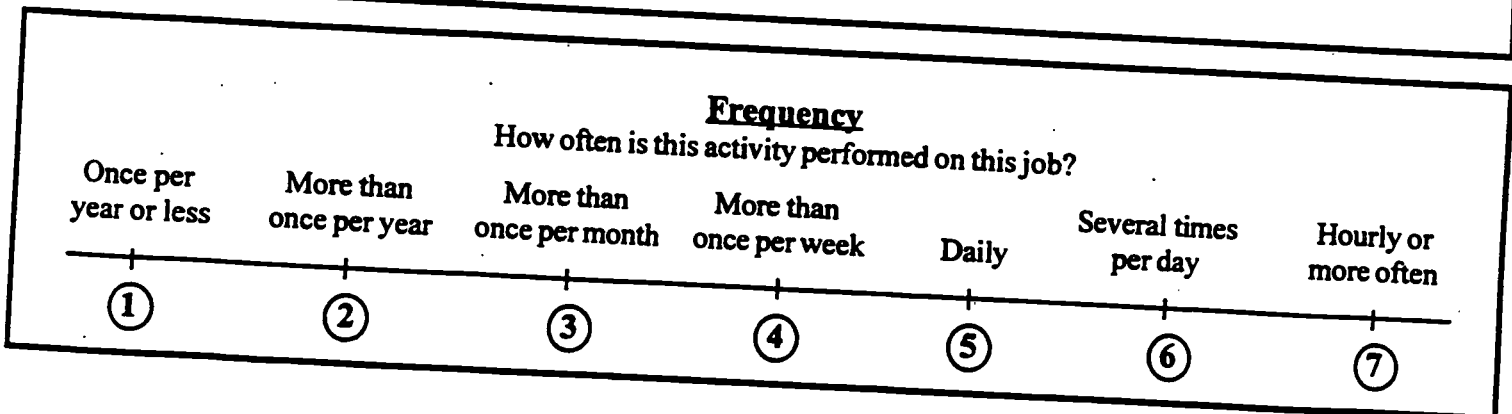 Frequency
How often is this activity performed on this job?
Once per
year or less
More than
once per year
More than
once per month
More than
once per week
Daily
Several times
per day
Hourly or
more often
1
2
3
4
5
6
7